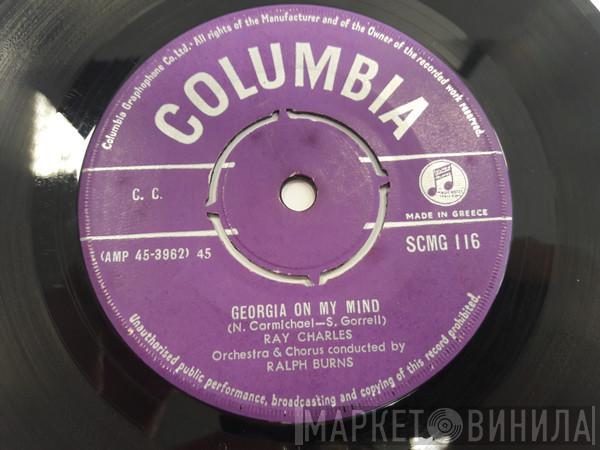 Columbia Graphophone Co. Ltd. · All rights of the Manufacturer and of the Owner of the recorded work reserved.
COLUMBIA
C. C.
MADE IN GREECE
(AMP 45-3962) 45
SCMG 116
GEORGIA ON MY MIND
(N. Carmichael—S. Gorrell)
RAY CHARLES
Orchestra & Chorus conducted by
RALPH BURNS
Unauthorised public performance, broadcasting and copying of this record prohibited.
МАРКЕТ ВИНИЛА